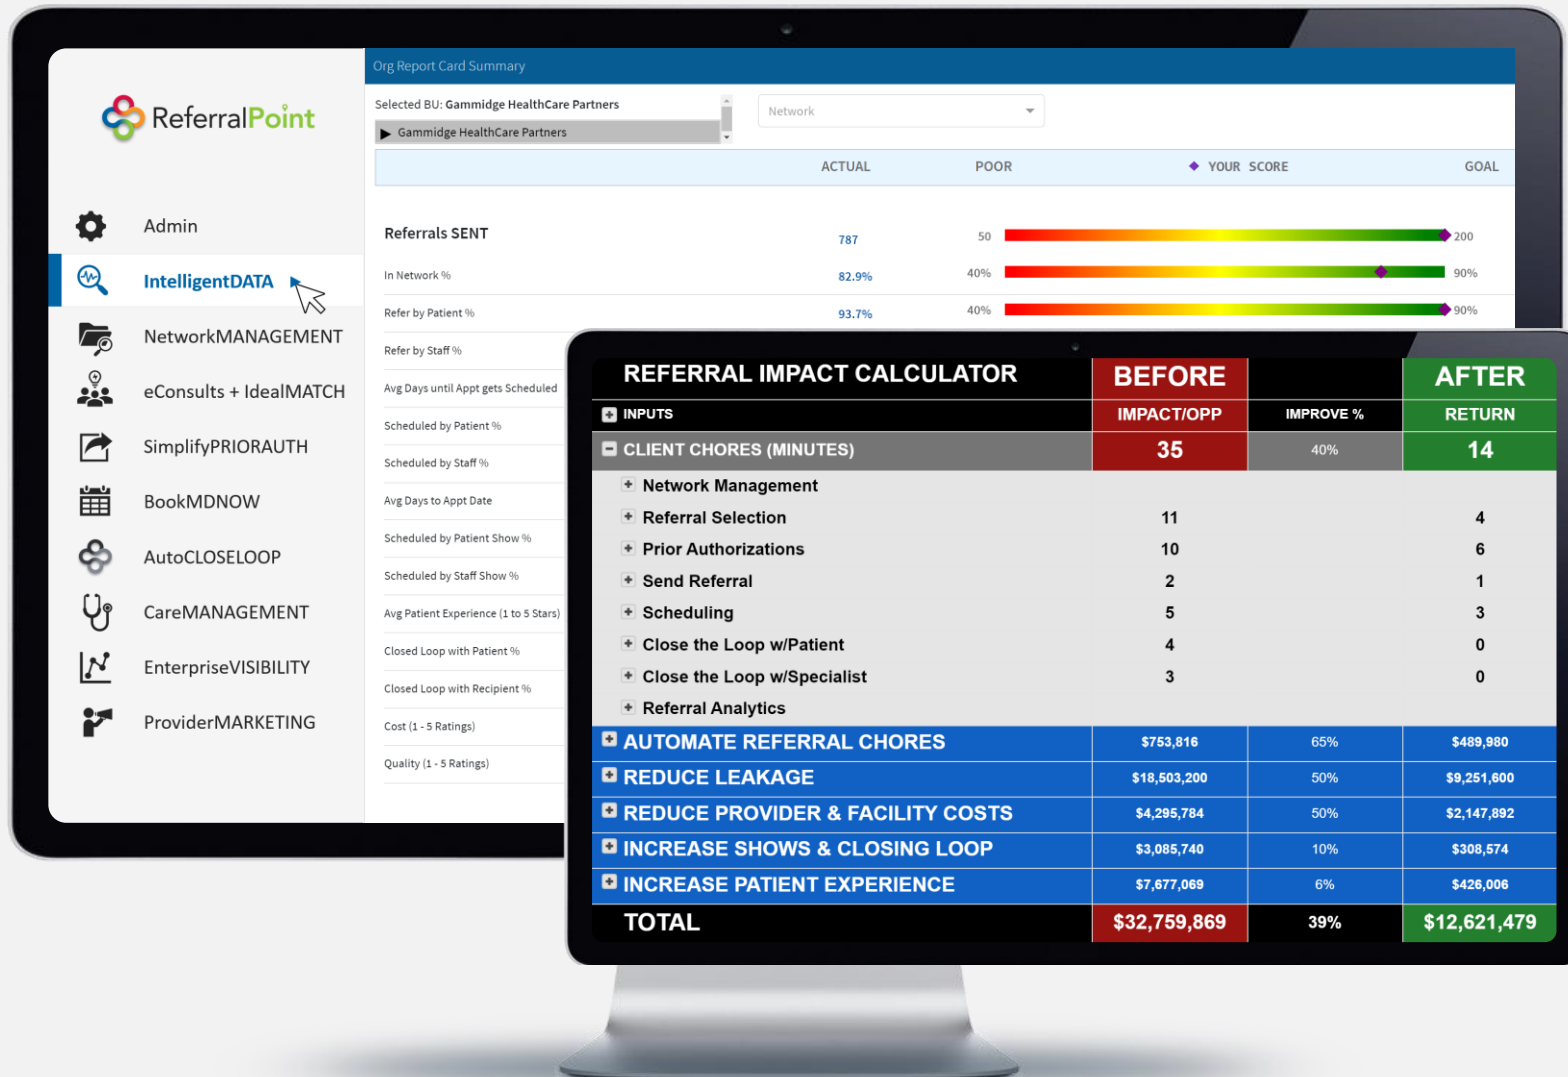 ReferralPoint
Admin
IntelligentDATA
NetworkMANAGEMENT
eConsults + IdealMATCH
SimplifyPRIORAUTH
BookMDNOW
AutoCLOSELOOP
CareMANAGEMENT
EnterpriseVISIBILITY
ProviderMARKETING
Org Report Card Summary
Selected BU: Gammidge HealthCare Partners
Gammidge HealthCare Partners
Network
ACTUAL POOR YOUR SCORE GOAL
Referrals SENT 787 50 200
In Network % 82.9% 40% 90%
Refer by Patient % 93.7% 40% 90%
Refer by Staff %
Avg Days until Appt gets Scheduled
Scheduled by Patient %
Scheduled by Staff %
Avg Days to Appt Date
Scheduled by Patient Show %
Scheduled by Staff Show %
Avg Patient Experience (1 to 5 Stars)
Closed Loop with Patient %
Closed Loop with Recipient %
Cost (1 - 5 Ratings)
Quality (1 - 5 Ratings)
REFERRAL IMPACT CALCULATOR BEFORE AFTER
INPUTS IMPACT/OPP IMPROVE % RETURN
CLIENT CHORES (MINUTES) 35 40% 14
Network Management
Referral Selection 11 4
Prior Authorizations 10 6
Send Referral 2 1
Scheduling 5 3
Close the Loop w/Patient 4 0
Close the Loop w/Specialist 3 0
Referral Analytics
AUTOMATE REFERRAL CHORES $753,816 65% $489,980
REDUCE LEAKAGE $18,503,200 50% $9,251,600
REDUCE PROVIDER & FACILITY COSTS $4,295,784 50% $2,147,892
INCREASE SHOWS & CLOSING LOOP $3,085,740 10% $308,574
INCREASE PATIENT EXPERIENCE $7,677,069 6% $426,006
TOTAL $32,759,869 39% $12,621,479